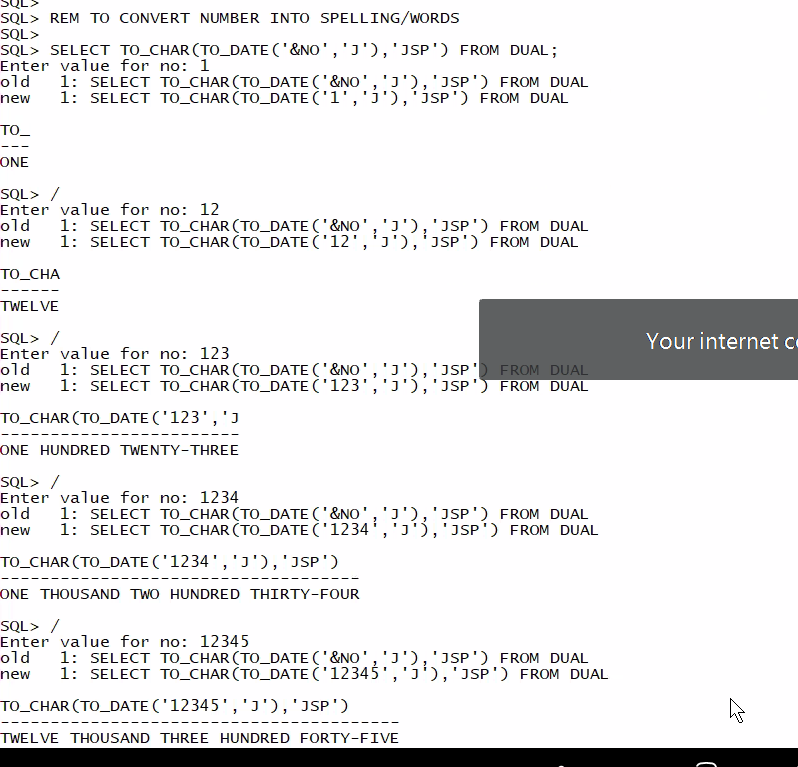 SQL>
SQL> REM TO CONVERT NUMBER INTO SPELLING/WORDS
SQL>
SQL> SELECT TO_CHAR(TO_DATE('&NO','J'),'JSP') FROM DUAL;
Enter value for no: 1
old   1: SELECT TO_CHAR(TO_DATE('&NO','J'),'JSP') FROM DUAL
new   1: SELECT TO_CHAR(TO_DATE('1','J'),'JSP') FROM DUAL
TO_
---
ONE
SQL> /
Enter value for no: 12
old   1: SELECT TO_CHAR(TO_DATE('&NO','J'),'JSP') FROM DUAL
new   1: SELECT TO_CHAR(TO_DATE('12','J'),'JSP') FROM DUAL
TO_CHA
------
TWELVE
SQL> /
Your internet co
Enter value for no: 123
old   1: SELECT TO_CHAR(TO_DATE('&NO','J'),'JSP') FROM DUAL
new   1: SELECT TO_CHAR(TO_DATE('123','J'),'JSP') FROM DUAL
TO_CHAR(TO_DATE('123','J
------------------------
ONE HUNDRED TWENTY-THREE
SQL> /
Enter value for no: 1234
old   1: SELECT TO_CHAR(TO_DATE('&NO','J'),'JSP') FROM DUAL
new   1: SELECT TO_CHAR(TO_DATE('1234','J'),'JSP') FROM DUAL
TO_CHAR(TO_DATE('1234','J'),'JSP')
------------------------------------
ONE THOUSAND TWO HUNDRED THIRTY-FOUR
SQL> /
Enter value for no: 12345
old   1: SELECT TO_CHAR(TO_DATE('&NO','J'),'JSP') FROM DUAL
new   1: SELECT TO_CHAR(TO_DATE('12345','J'),'JSP') FROM DUAL
TO_CHAR(TO_DATE('12345','J'),'JSP')
----------------------------------------
TWELVE THOUSAND THREE HUNDRED FORTY-FIVE